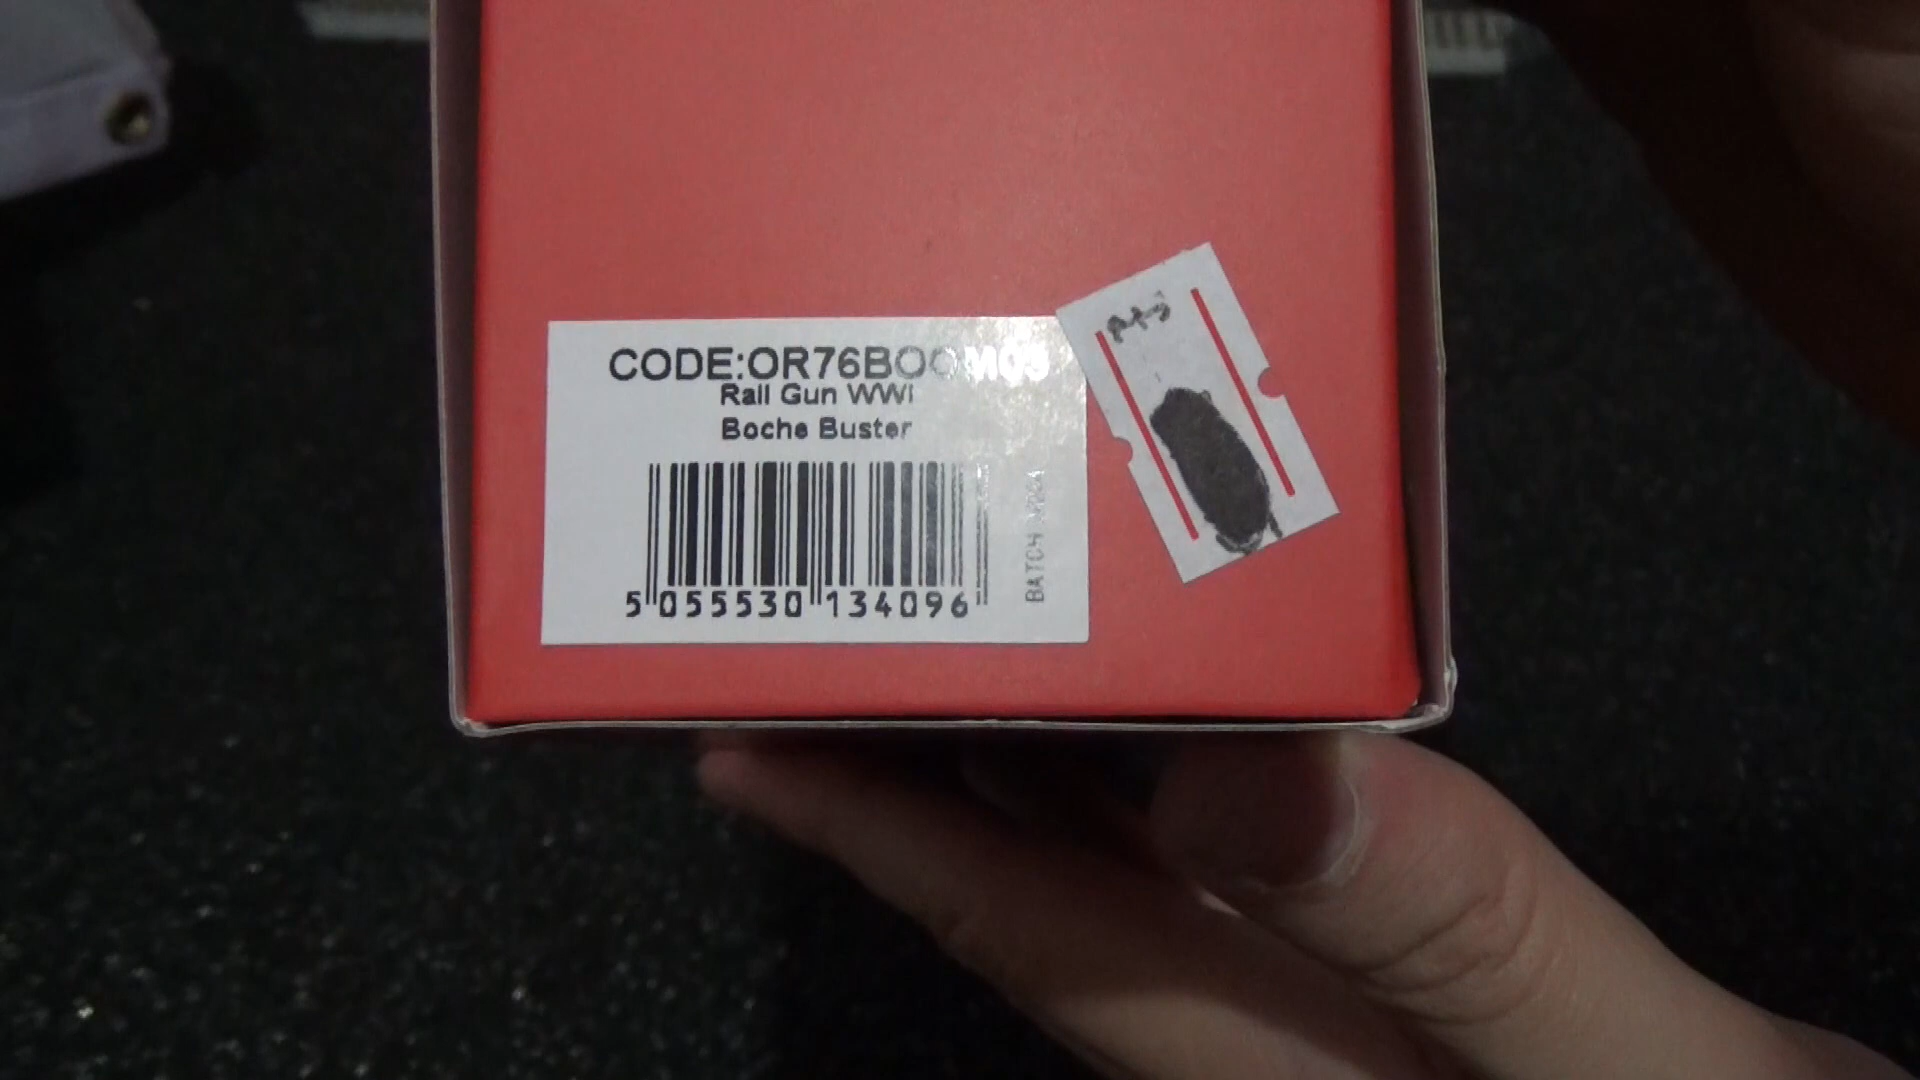 CODE:OR76BOOM03
Rail Gun WWI
Boche Buster
5 055530 134096
BATCH